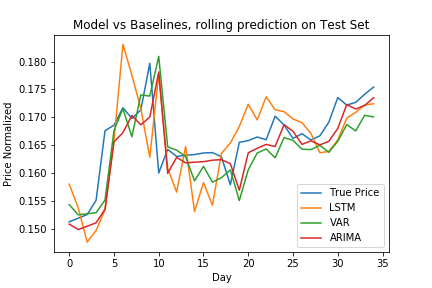 Model vs Baselines, rolling prediction on Test Set
Price Normalized
0.180
0.175
0.170
0.165
0.160
0.155
0.150
True Price
LSTM
VAR
ARIMA
0 5 10 15 20 25 30 35
Day